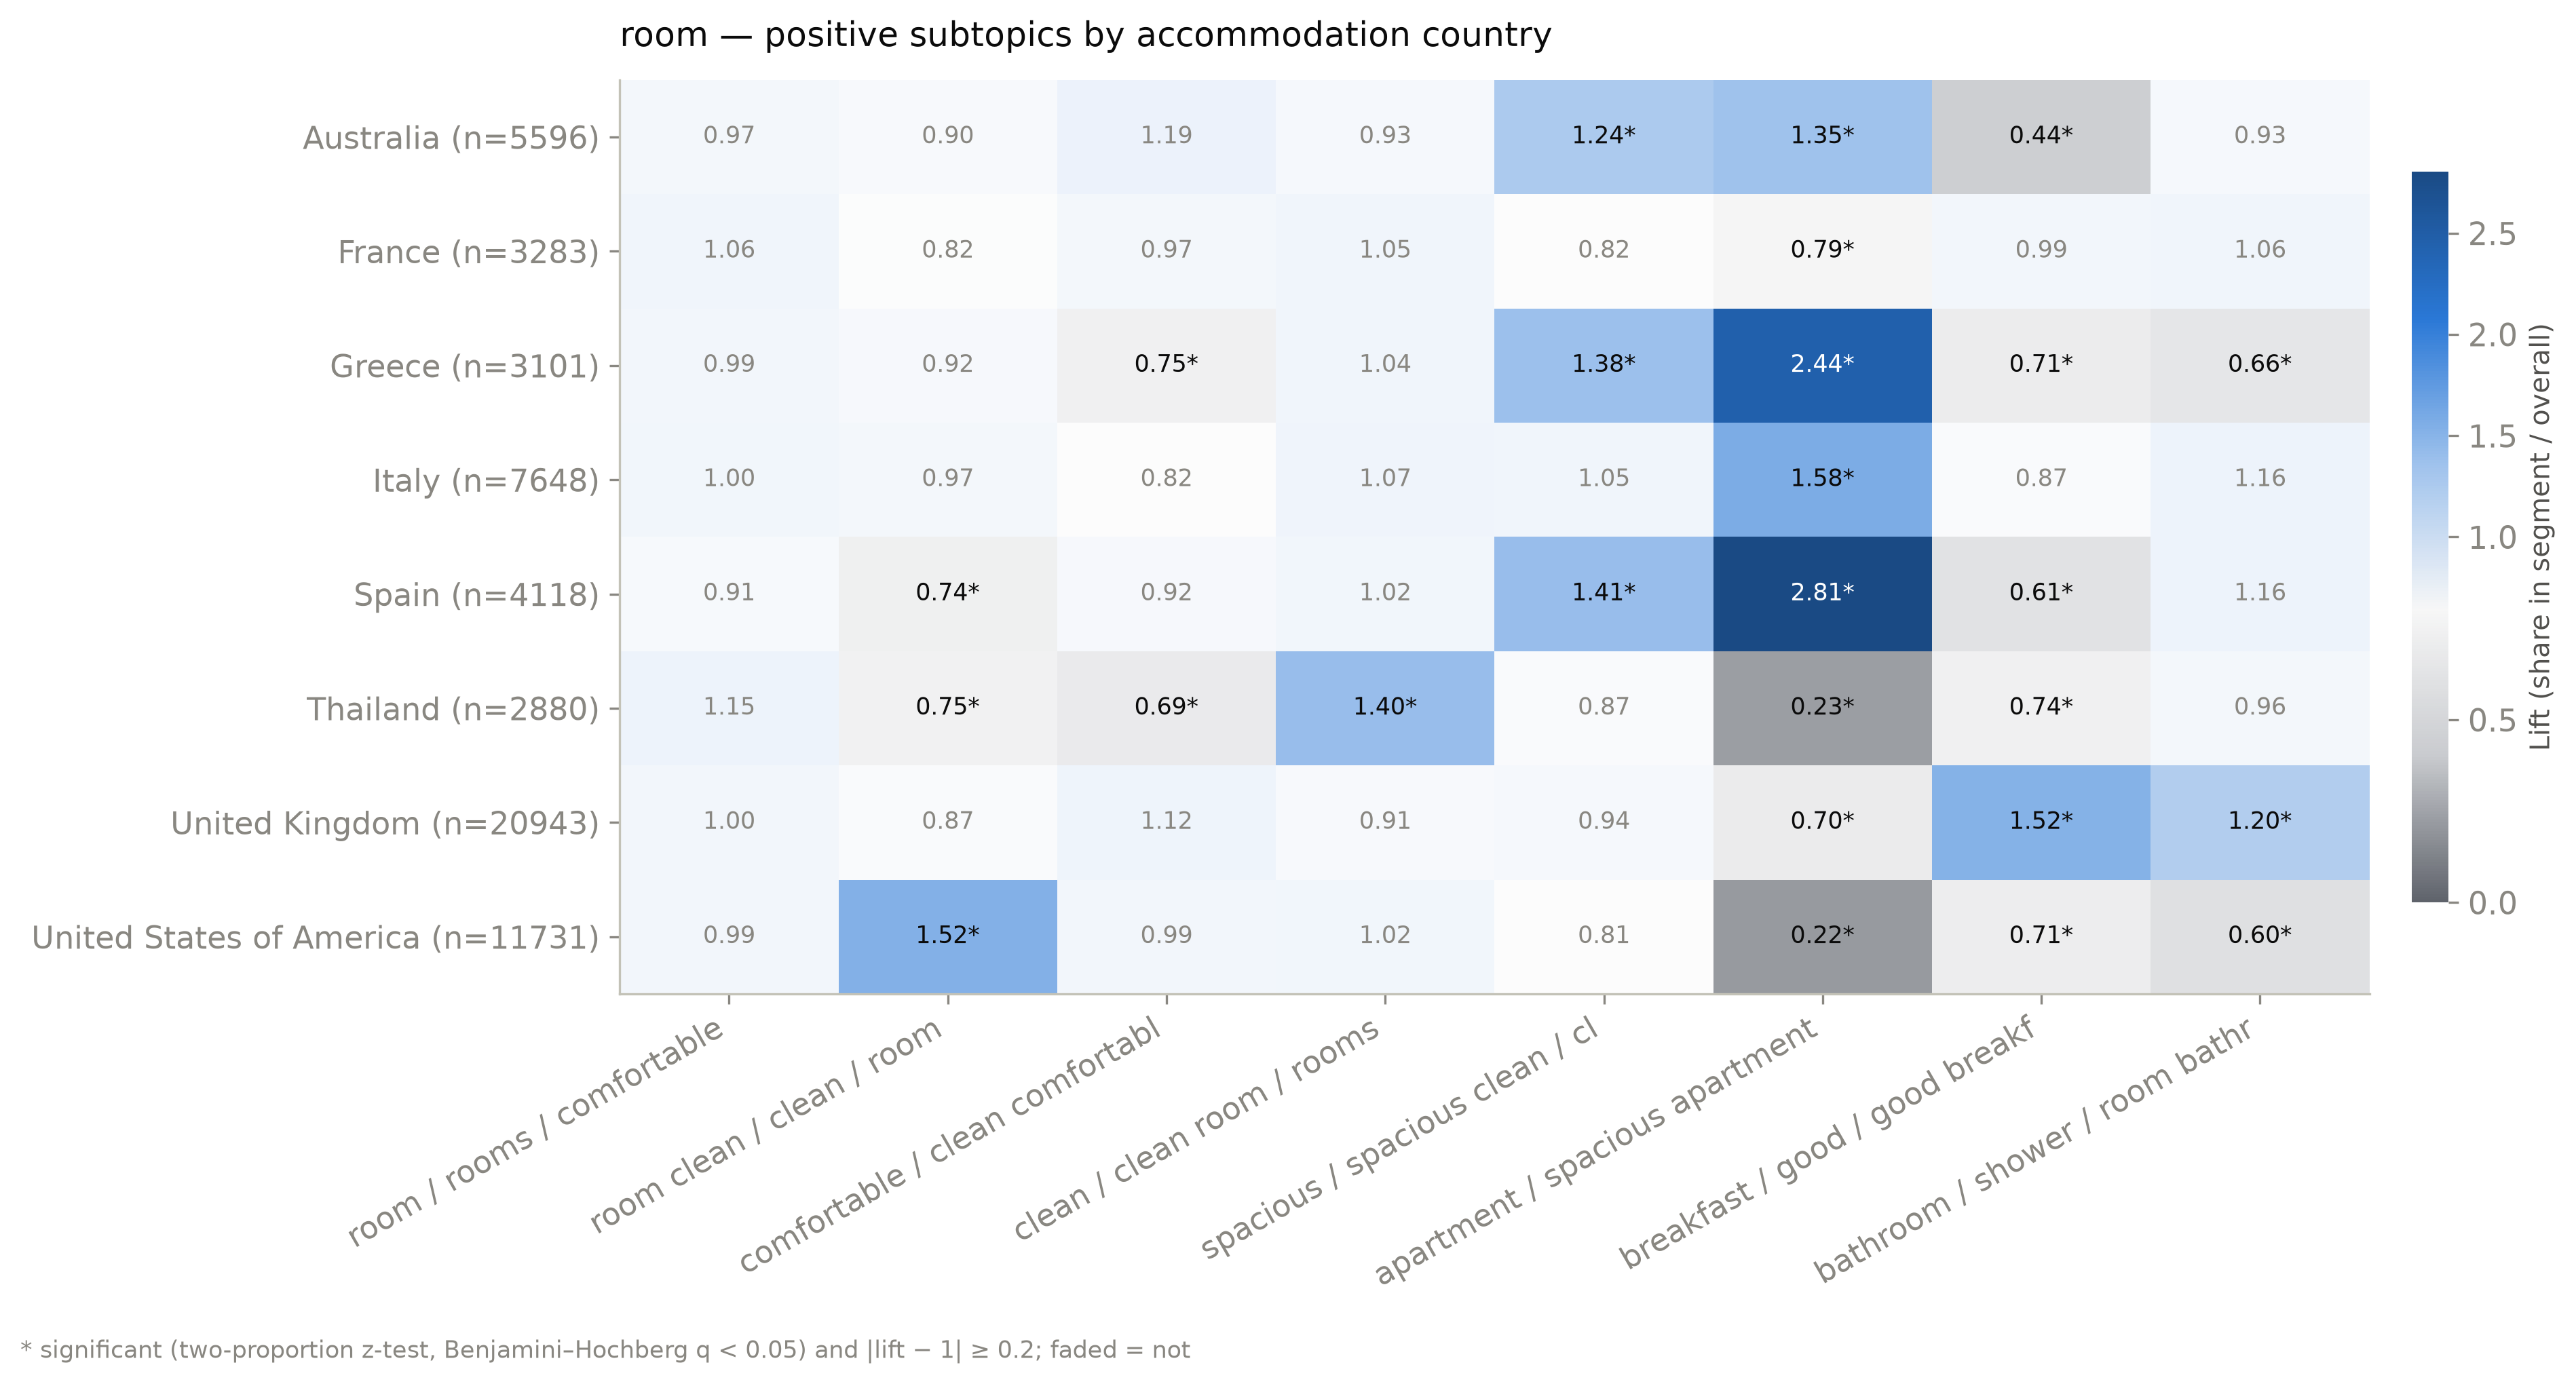 room — positive subtopics by accommodation country
Australia (n=5596) 0.97 0.90 1.19 0.93 1.24* 1.35* 0.44* 0.93
France (n=3283) 1.06 0.82 0.97 1.05 0.82 0.79* 0.99 1.06
Greece (n=3101) 0.99 0.92 0.75* 1.04 1.38* 2.44* 0.71* 0.66*
Italy (n=7648) 1.00 0.97 0.82 1.07 1.05 1.58* 0.87 1.16
Spain (n=4118) 0.91 0.74* 0.92 1.02 1.41* 2.81* 0.61* 1.16
Thailand (n=2880) 1.15 0.75* 0.69* 1.40* 0.87 0.23* 0.74* 0.96
United Kingdom (n=20943) 1.00 0.87 1.12 0.91 0.94 0.70* 1.52* 1.20*
United States of America (n=11731) 0.99 1.52* 0.99 1.02 0.81 0.22* 0.71* 0.60*
room / rooms / comfortable
room clean / clean / room
comfortable / clean comfortabl
clean / clean room / rooms
spacious / spacious clean / cl
apartment / spacious apartment
breakfast / good / good breakf
bathroom / shower / room bathr
2.5
2.0
1.5
1.0
0.5
0.0
Lift (share in segment / overall)
* significant (two-proportion z-test, Benjamini–Hochberg q < 0.05) and |lift − 1| ≥ 0.2; faded = not